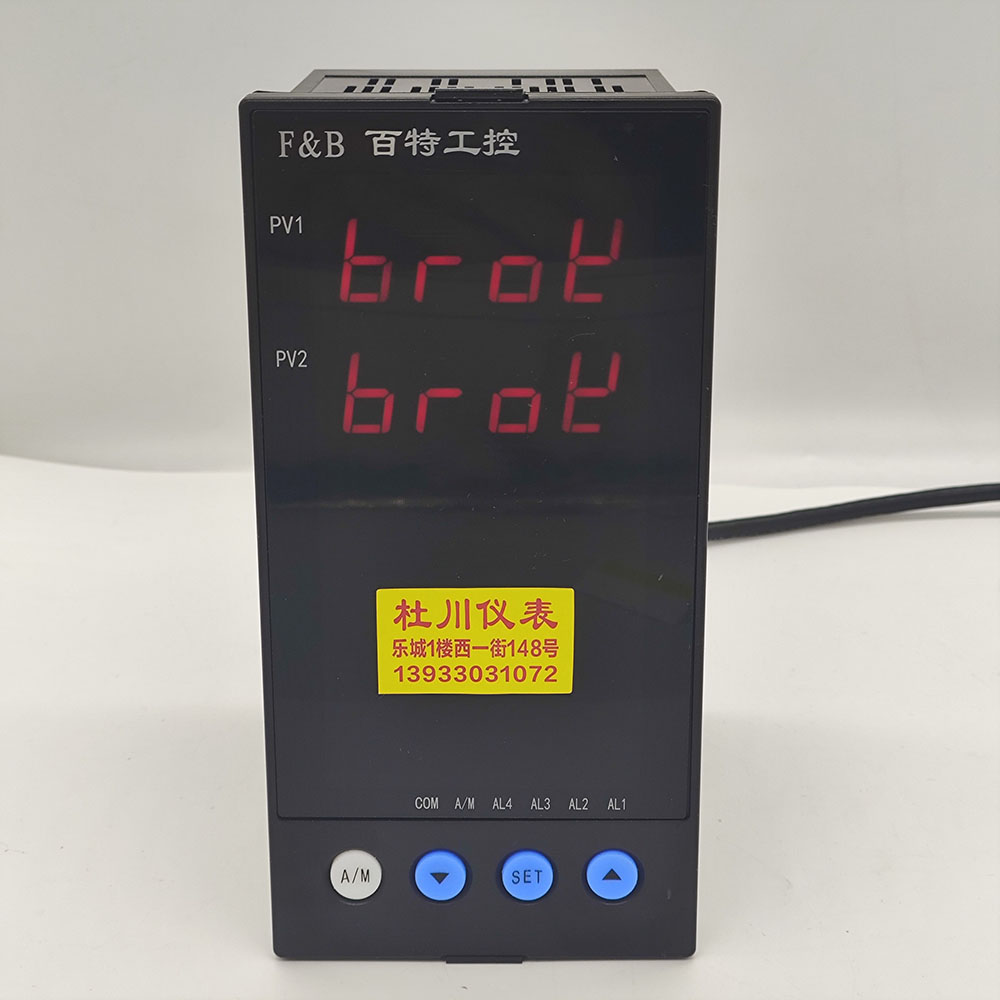 F&B 百特工控
PV1
broK
PV2
broK
杜川仪表
乐城1楼西一街148号
13933031072
COM A/M AL4 AL3 AL2 AL1
A/M SET